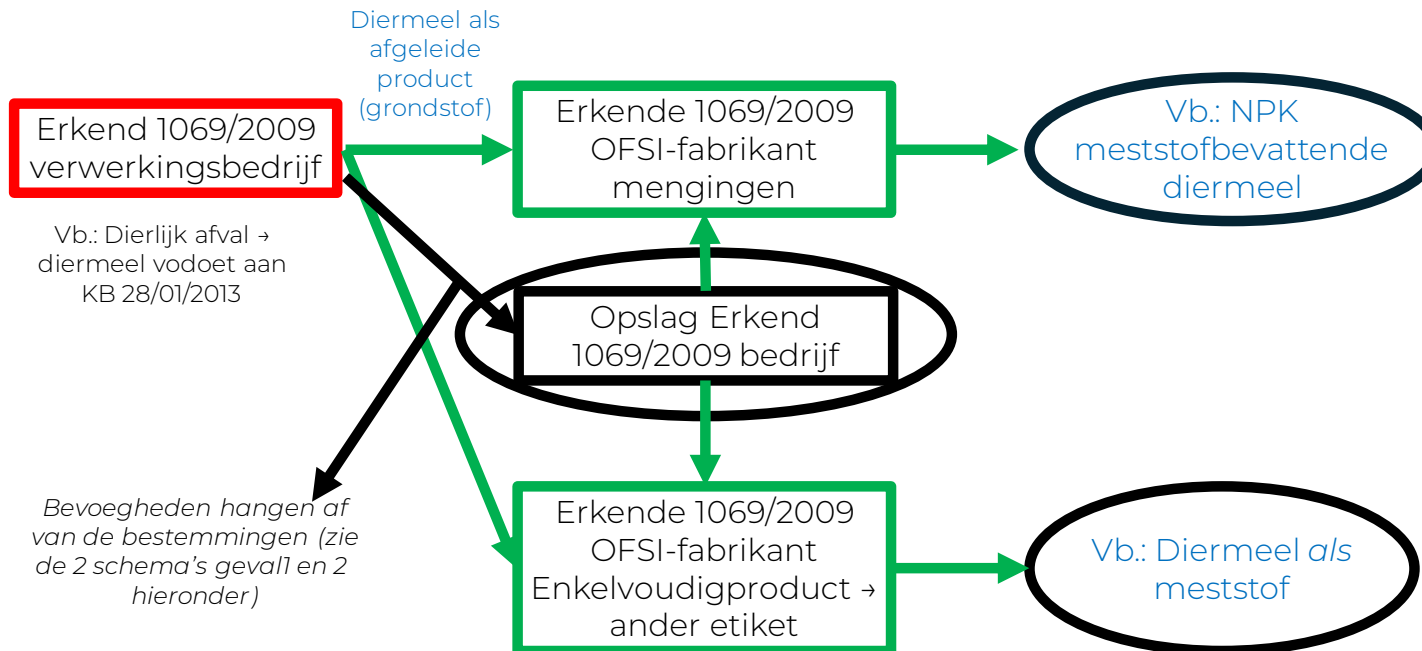 Diermeel als
afgeleide
product
(grondstof)
Erkend 1069/2009
verwerkingsbedrijf
Erkende 1069/2009
OFSI-fabrikant
mengingen
Vb.: NPK
meststofbevattende
diermeel
Vb.: Dierlijk afval →
diermeel vodoet aan
KB 28/01/2013
Opslag Erkend
1069/2009 bedrijf
Bevoegheden hangen af
van de bestemmingen (zie
de 2 schema's geval1 en 2
hieronder)
Erkende 1069/2009
OFSI-fabrikant
Enkelvoudigproduct →
ander etiket
Vb.: Diermeel als
meststof